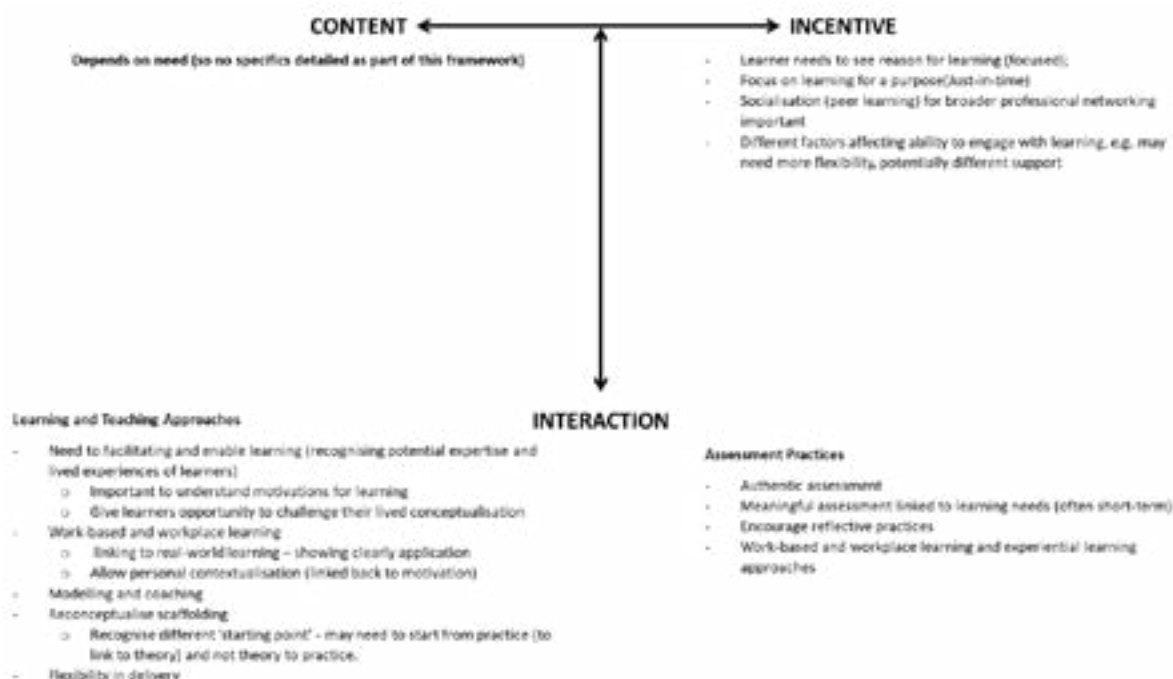 CONTENT
INCENTIVE
Depends on need (so no specifics detailed as part of this framework)
- Learner needs to see reason for learning (focused);
- Focus on learning for a purpose(Just-in-time)
- Socialisation (peer learning) for broader professional networking
important
- Different factors affecting ability to engage with learning, e.g. may
need more flexibility, potentially different support
INTERACTION
Learning and Teaching Approaches
- Need to facilitating and enable learning (recognising potential expertise and
lived experiences of learners)
o Important to understand motivations for learning
o Give learners opportunity to challenge their lived conceptualisation
- Work-based and workplace learning
o linking to real-world learning – showing clearly application
o Allow personal contextualisation (linked back to motivation)
- Modelling and coaching
- Reconceptualise scaffolding
o Recognise different 'starting point' - may need to start from practice (to
link to theory) and not theory to practice.
- Flexibility in delivery
Assessment Practices
- Authentic assessment
- Meaningful assessment linked to learning needs (often short-term)
- Encourage reflective practices
- Work-based and workplace learning and experiential learning
approaches